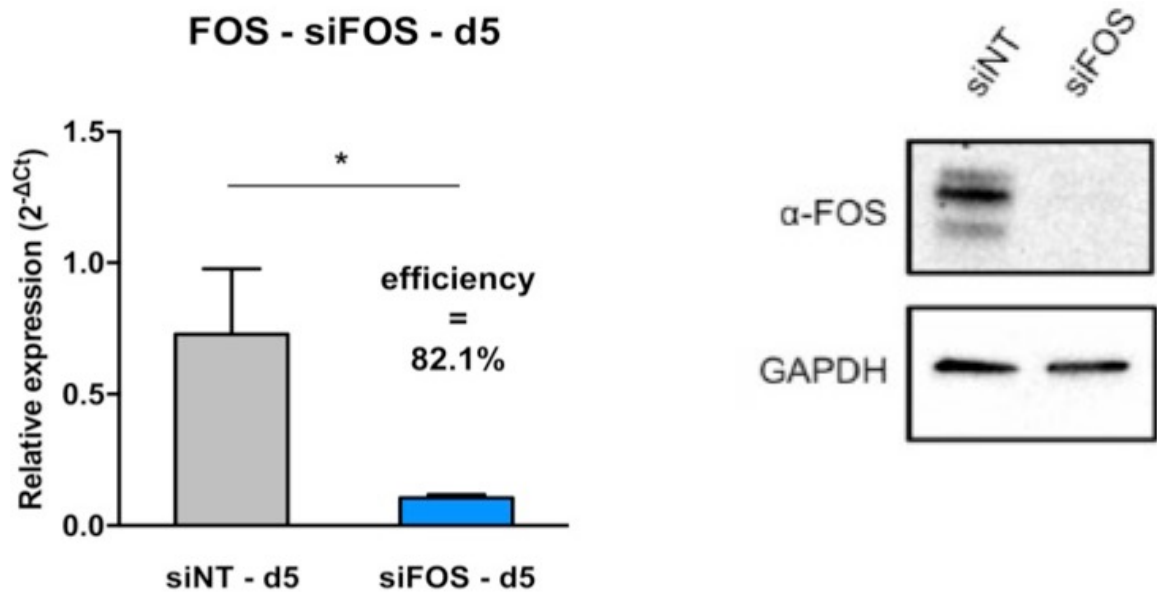 FOS - siFOS - d5
Relative expression (2^-ΔCt)
1.5
1.0
0.5
0.0
*
efficiency
=
82.1%
siNT - d5
siFOS - d5
siNT
siFOS
α-FOS
GAPDH